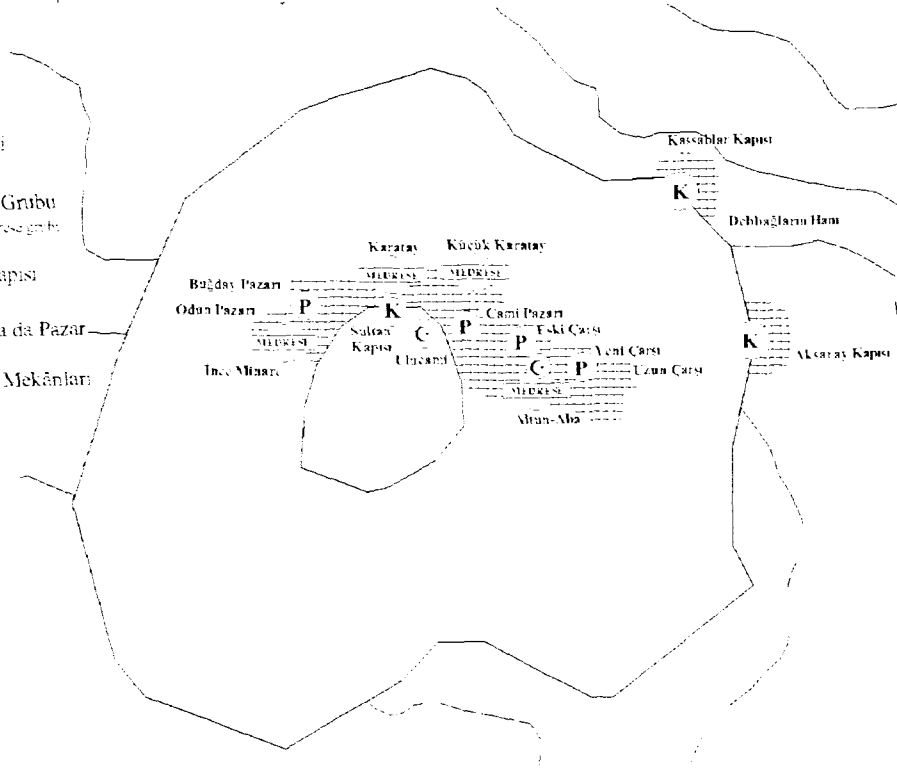 Kassablar Kapısı
K
Grubu
Debbağların Hanı
Karatay
Küçük Karatay
MEDRESE
MEDRESE
Buğday Pazarı
P
K
Odun Pazarı
Cami Pazarı
P
Sultan
Kapısı
Ç
Eski Çarşı
P
a da Pazar
K
MEDRESE
Ulucami
Yeni Çarşı
Aksaray Kapısı
İnce Minare
Ç
P
Uzun Çarşı
Mekânları
MEDRESE
Altun-Aba